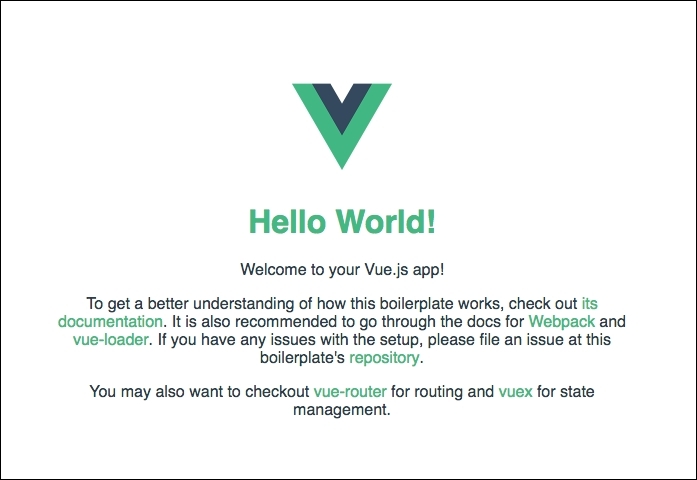 Hello World!
Welcome to your Vue.js app!
To get a better understanding of how this boilerplate works, check out its
documentation. It is also recommended to go through the docs for Webpack and
vue-loader. If you have any issues with the setup, please file an issue at this
boilerplate's repository.
You may also want to checkout vue-router for routing and vuex for state
management.